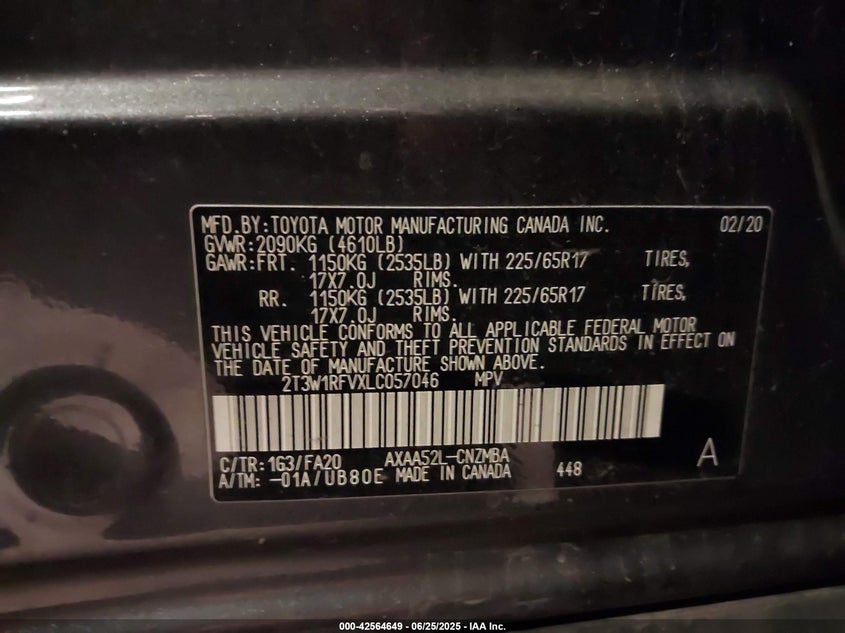 MFD.BY:TOYOTA MOTOR MANUFACTURING CANADA INC. 02/20
GVWR:2090KG (4610LB)
GAWR:FRT. 1150KG (2535LB) WITH 225/65R17 TIRES,
17X7.0J RIMS.
RR. 1150KG (2535LB) WITH 225/65R17 TIRES,
17X7.0J RIMS.
THIS VEHICLE CONFORMS TO ALL APPLICABLE FEDERAL MOTOR
VEHICLE SAFETY AND THEFT PREVENTION STANDARDS IN EFFECT ON
THE DATE OF MANUFACTURE SHOWN ABOVE.
2T3W1RFVXLC057046 MPV
C/TR:163/FA20 AXAA52L-CNZMBA
A/TM:-01A/UB80E MADE IN CANADA 448 A
000-42564649 - 06/25/2025 - IAA Inc.